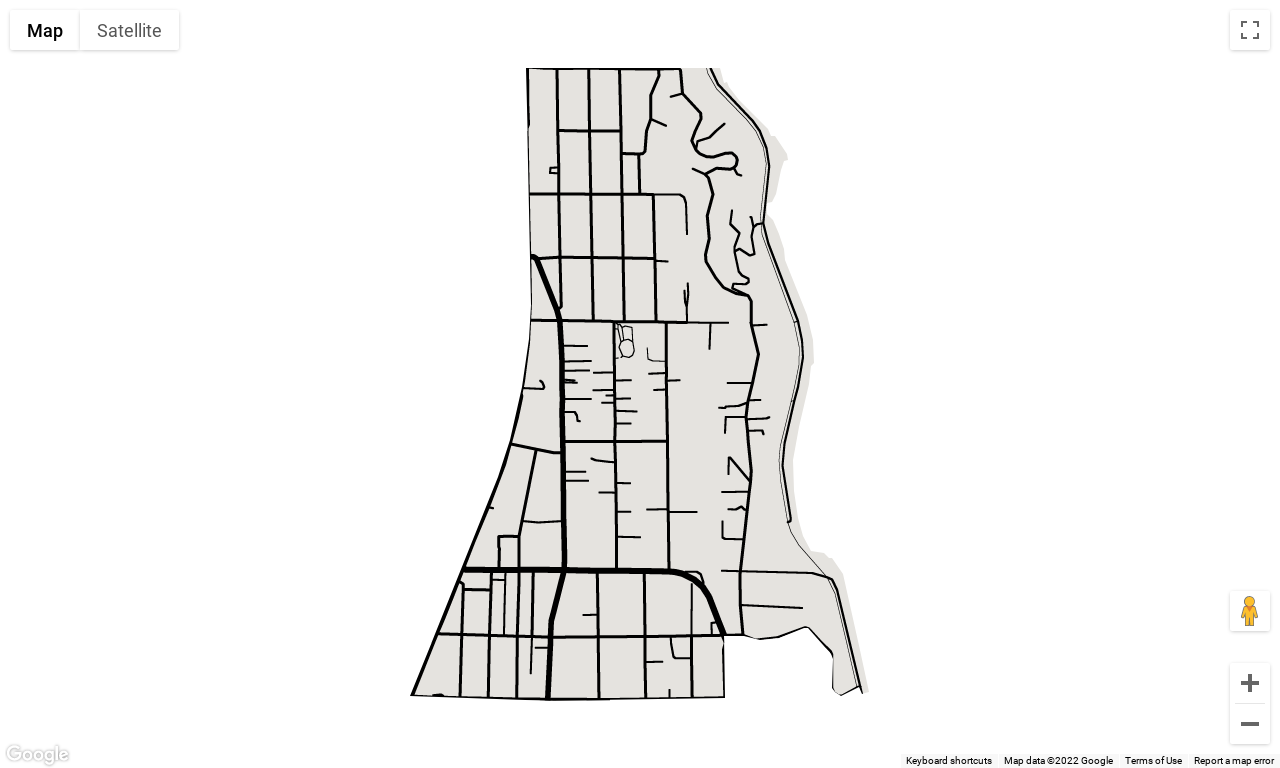 Map Satellite
Google
Keyboard shortcuts Map data ©2022 Google Terms of Use Report a map error